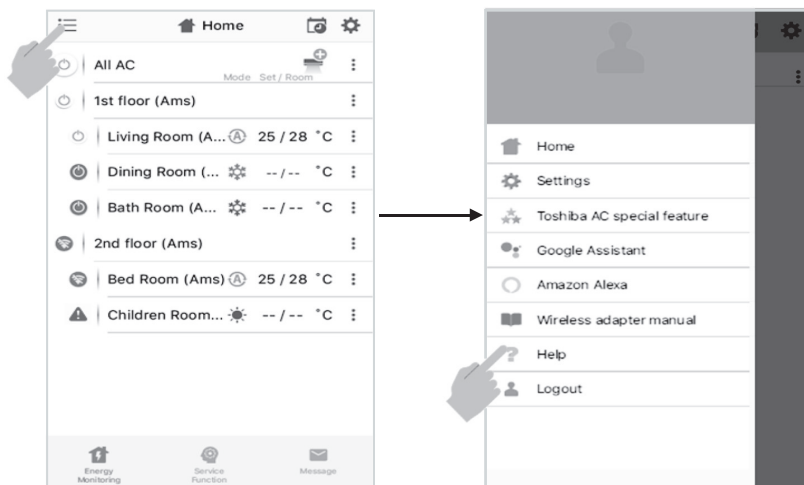 Home
All AC
Mode Set / Room
1st floor (Ams)
Living Room (A... A 25 / 28 °C
Dining Room (... -- / -- °C
Bath Room (A... -- / -- °C
2nd floor (Ams)
Bed Room (Ams) A 25 / 28 °C
Children Room... -- / -- °C
Energy
Monitoring
Service
Function
Message
Home
Settings
Toshiba AC special feature
Google Assistant
Amazon Alexa
Wireless adapter manual
Help
Logout